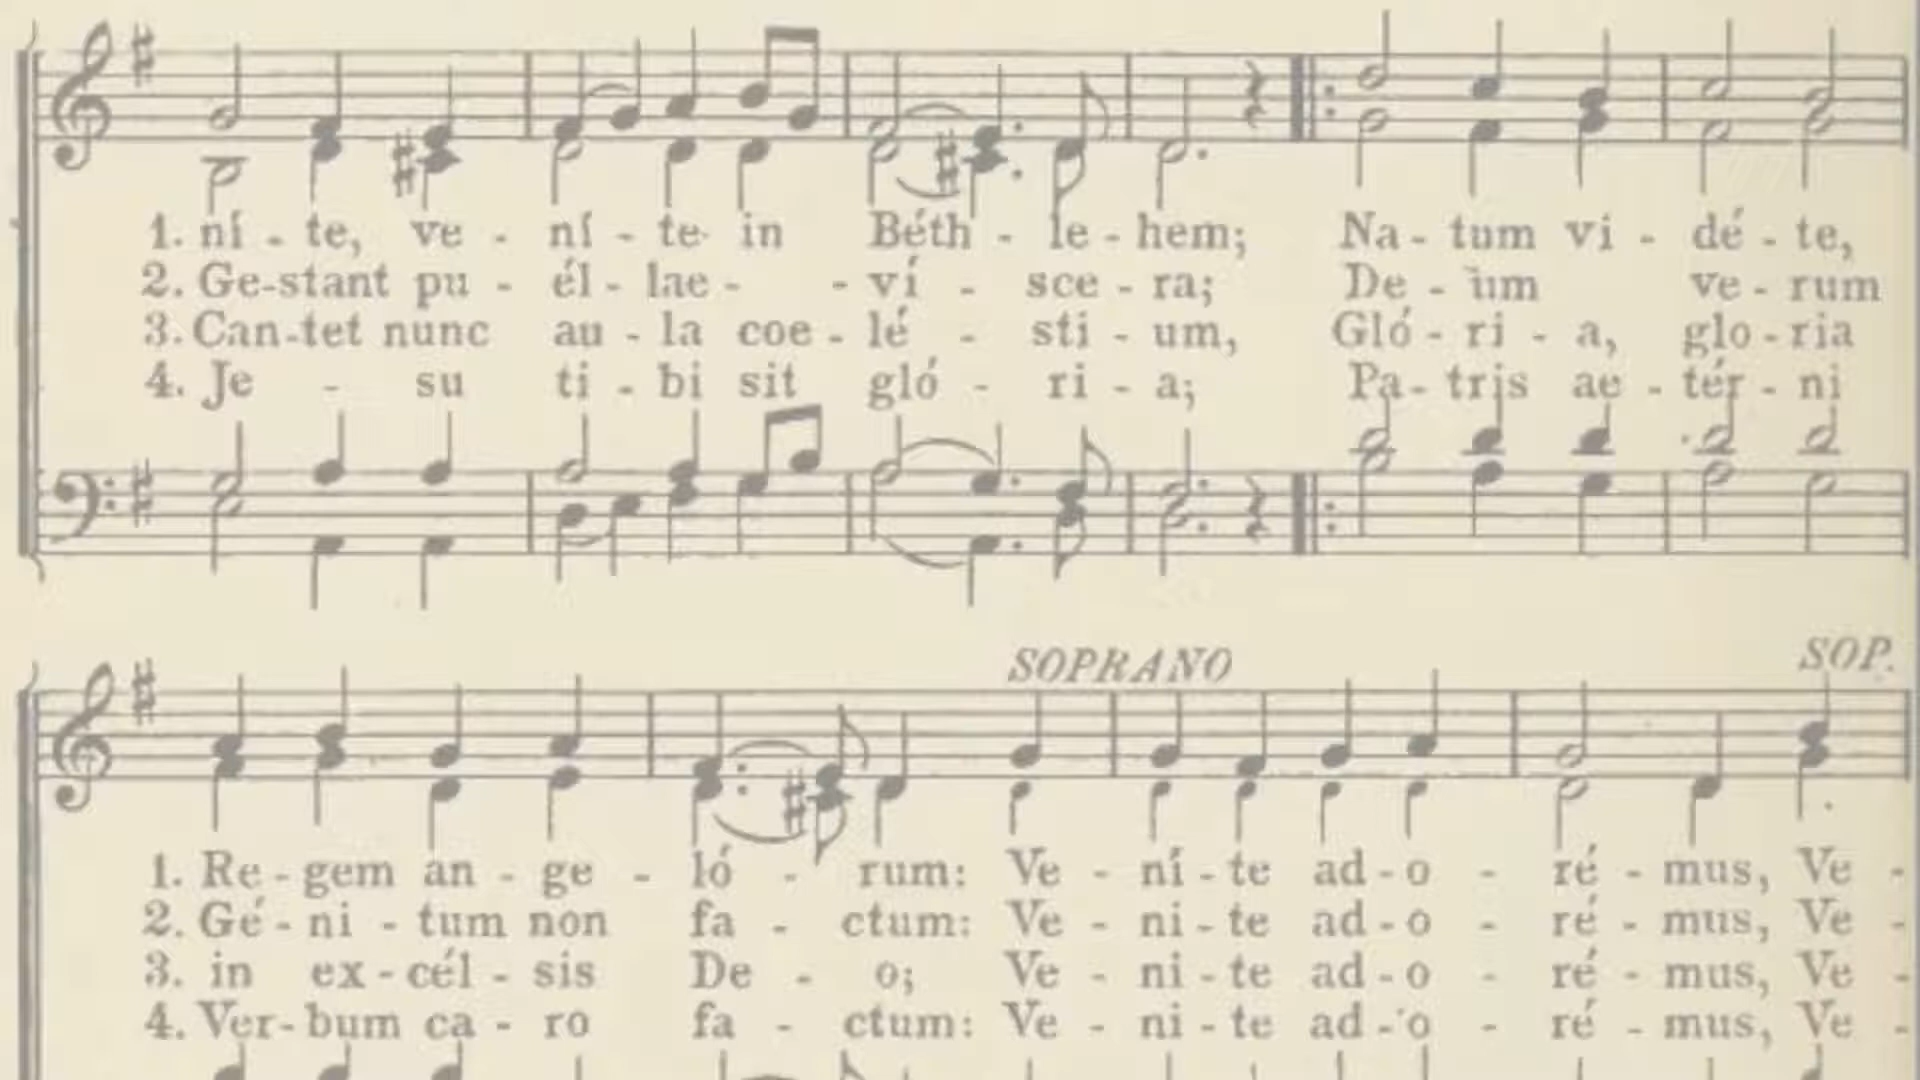 1. ní - te, ve - ní - te in Béth - le - hem; Na - tum vi - dé - te,
2. Ge-stant pu - él - lae - - ví - sce - ra; De - um ve - rum
3. Can-tet nunc au - la coe - lé - sti - um, Gló - ri - a, glo - ria
4. Je - su ti - bi sit gló - ri - a; Pa - tris ae - tér - ni
SOPRANO SOP.
1. Re - gem an - ge - ló - rum: Ve - ní - te ad - o - ré - mus, Ve -
2. Gé - ni - tum non fa - ctum: Ve - ni - te ad - o - ré - mus, Ve -
3. in ex - cél - sis De - o; Ve - ni - te ad - o - ré - mus, Ve -
4. Ver - bum ca - ro fa - ctum: Ve - ni - te ad - o - ré - mus, Ve -